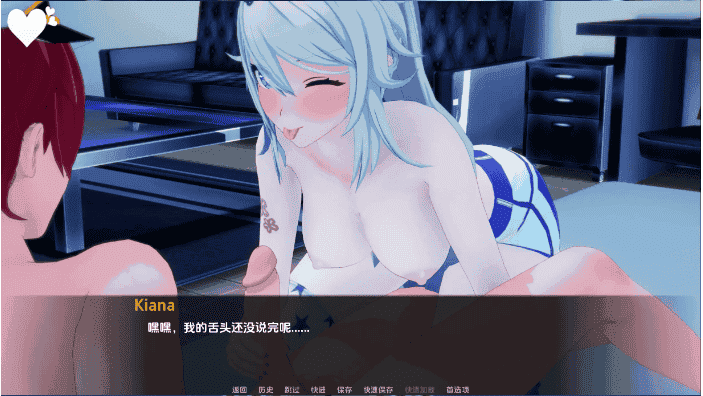 Kiana
嘿嘿，我的舌头还没说完呢......
返回 历史 跳过 快进 保存 快速保存 快速加载 首选项